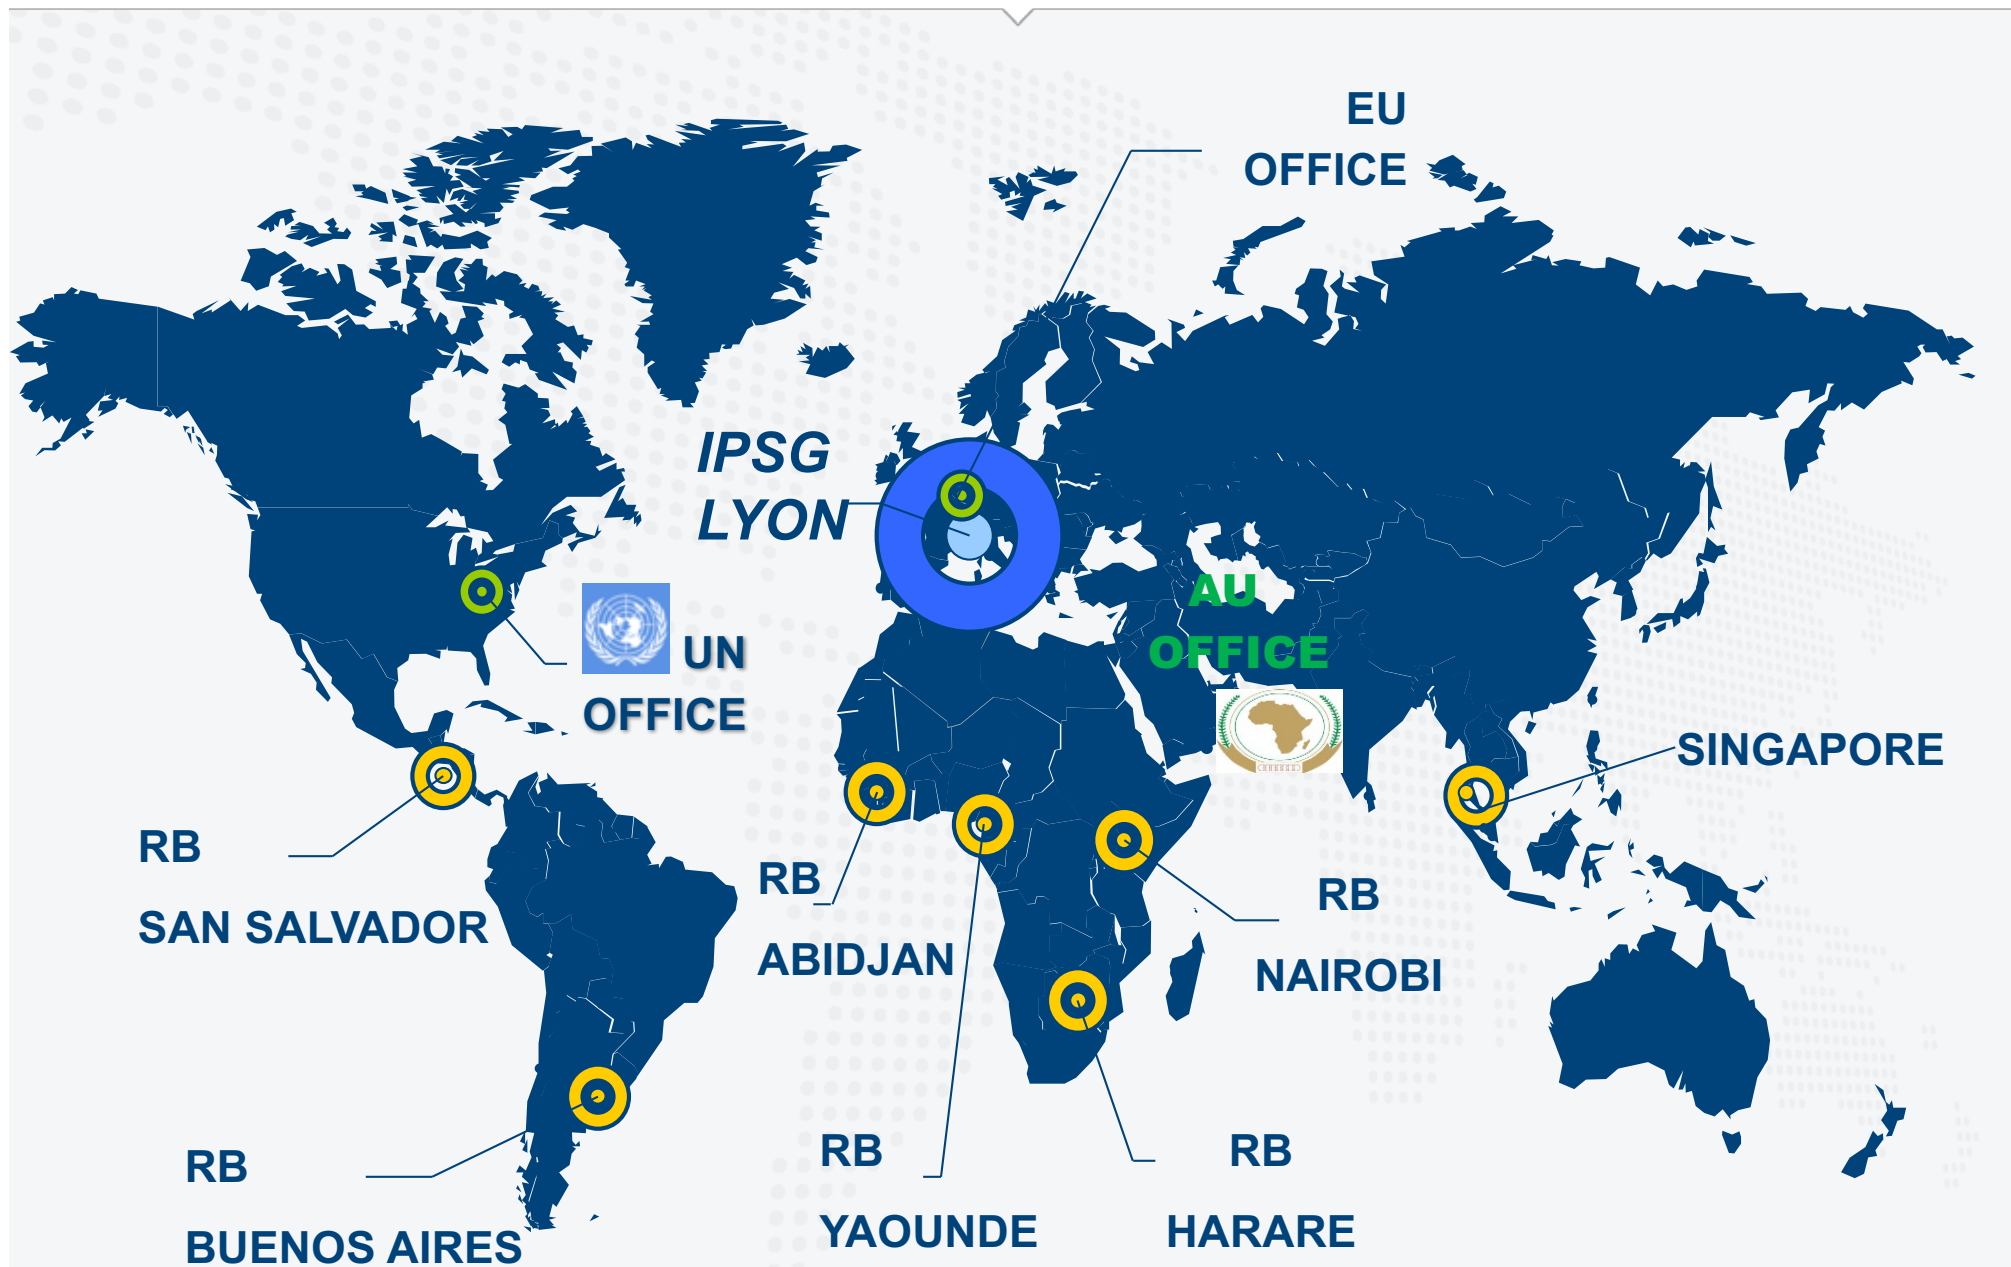 EU
OFFICE
IPSG
LYON
AU
OFFICE
UN
OFFICE
SINGAPORE
RB
SAN SALVADOR
RB
ABIDJAN
RB
NAIROBI
RB
BUENOS AIRES
RB
YAOUNDE
RB
HARARE